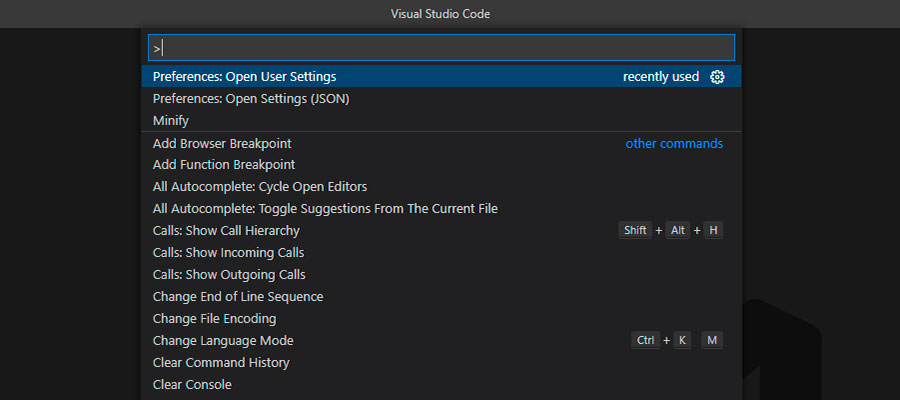 Visual Studio Code
>
Preferences: Open User Settings recently used
Preferences: Open Settings (JSON)
Minify
Add Browser Breakpoint other commands
Add Function Breakpoint
All Autocomplete: Cycle Open Editors
All Autocomplete: Toggle Suggestions From The Current File
Calls: Show Call Hierarchy Shift + Alt + H
Calls: Show Incoming Calls
Calls: Show Outgoing Calls
Change End of Line Sequence
Change File Encoding
Change Language Mode Ctrl + K M
Clear Command History
Clear Console